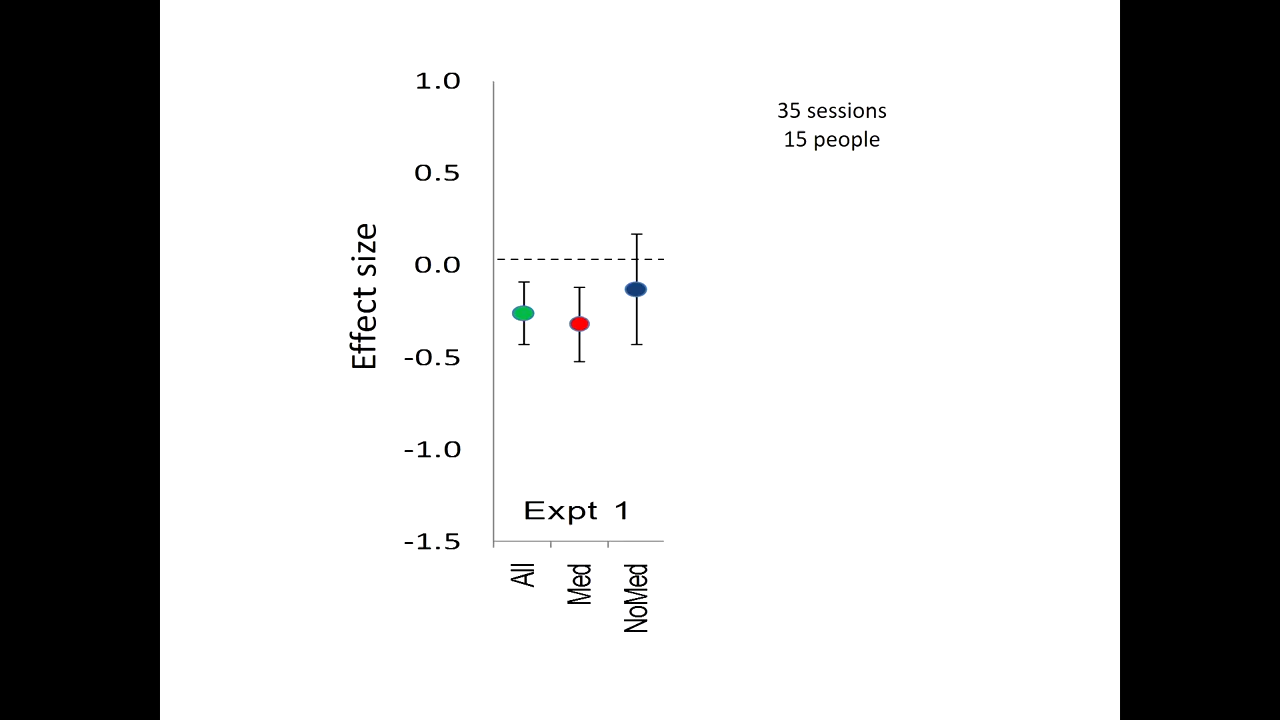 1.0
35 sessions
15 people
0.5
0.0
Effect size
-0.5
-1.0
Expt 1
-1.5
All
Med
NoMed